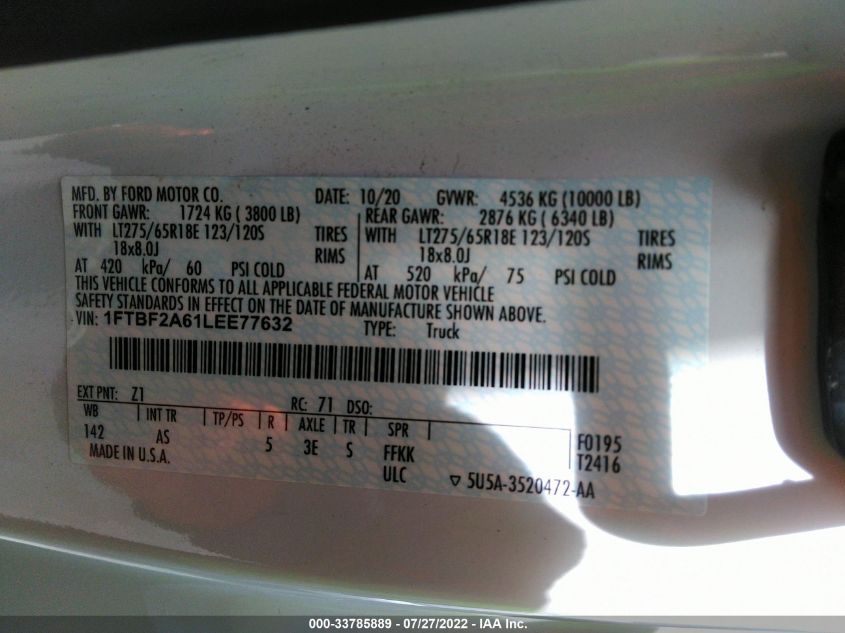 MFD. BY FORD MOTOR CO. DATE: 10/20 GVWR: 4536 KG (10000 LB)
FRONT GAWR: 1724 KG ( 3800 LB) REAR GAWR: 2876 KG ( 6340 LB)
WITH LT275/65R18E 123/120S TIRES WITH LT275/65R18E 123/120S TIRES
18x8.0J RIMS 18x8.0J RIMS
AT 420 kPa/ 60 PSI COLD AT 520 kPa/ 75 PSI COLD
THIS VEHICLE CONFORMS TO ALL APPLICABLE FEDERAL MOTOR VEHICLE
SAFETY STANDARDS IN EFFECT ON THE DATE OF MANUFACTURE SHOWN ABOVE.
VIN: 1FTBF2A61LEE77632 TYPE: Truck
EXT PNT: Z1 RC: 71 DSO:
WB INT TR TP/PS R AXLE TR SPR
142 AS 5 3E S FFKK
F0195
MADE IN U.S.A. ULC T2416
▽ 5U5A-3520472-AA
000-33785889 - 07/27/2022 - IAA Inc.